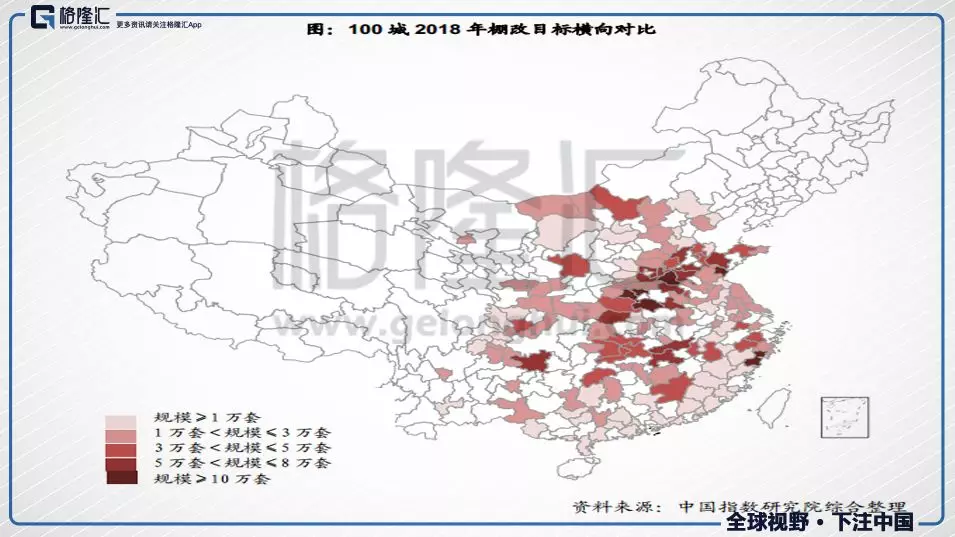 格隆汇
www.gelonghui.com
更多资讯请关注格隆汇App
图：100 城 2018 年棚改目标横向对比
格隆汇
www.gelonghui.com
规模≥1 万套
1 万套＜规模≤3 万套
3 万套＜规模≤5 万套
5 万套＜规模≤8 万套
规模≥10 万套
资料来源：中国指数研究院综合整理
全球视野·下注中国